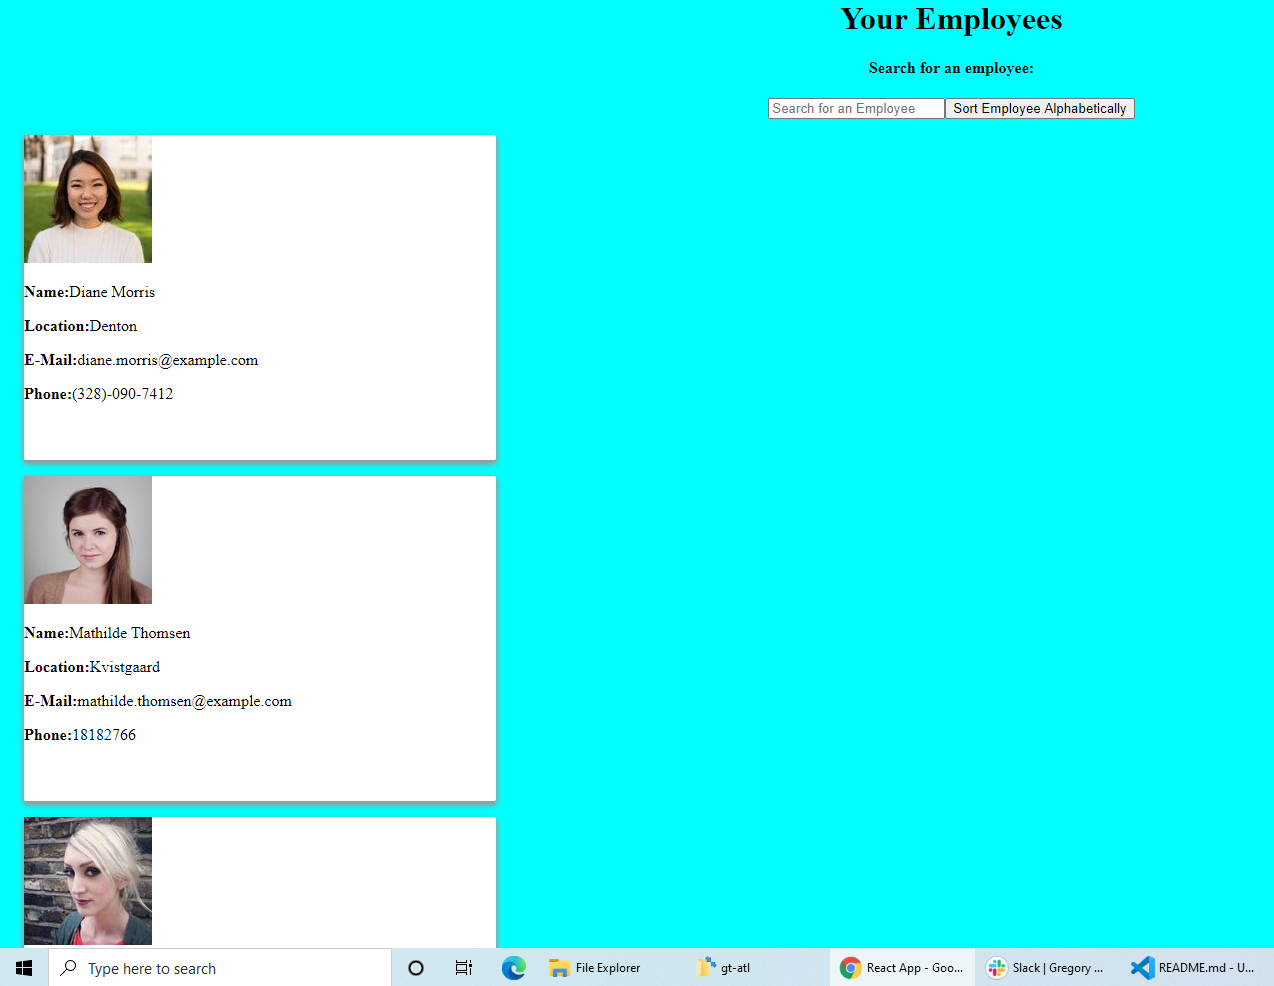 Your Employees
Search for an employee:
Search for an Employee Sort Employee Alphabetically
Name:Diane Morris
Location:Denton
E-Mail:diane.morris@example.com
Phone:(328)-090-7412
Name:Mathilde Thomsen
Location:Kvistgaard
E-Mail:mathilde.thomsen@example.com
Phone:18182766
Type here to search File Explorer gt-atl React App - Goo... Slack | Gregory ... README.md - U...